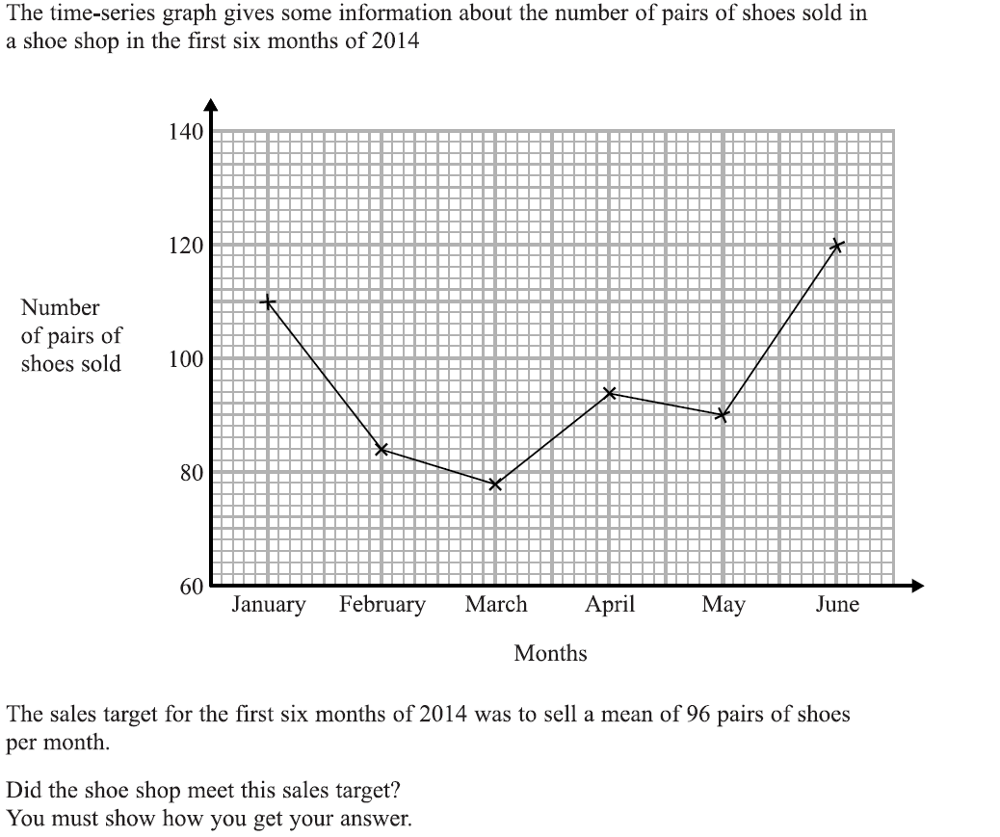 The time-series graph gives some information about the number of pairs of shoes sold in
a shoe shop in the first six months of 2014
140
120
Number
of pairs of
shoes sold
100
80
60
January February March April May June
Months
The sales target for the first six months of 2014 was to sell a mean of 96 pairs of shoes
per month.
Did the shoe shop meet this sales target?
You must show how you get your answer.